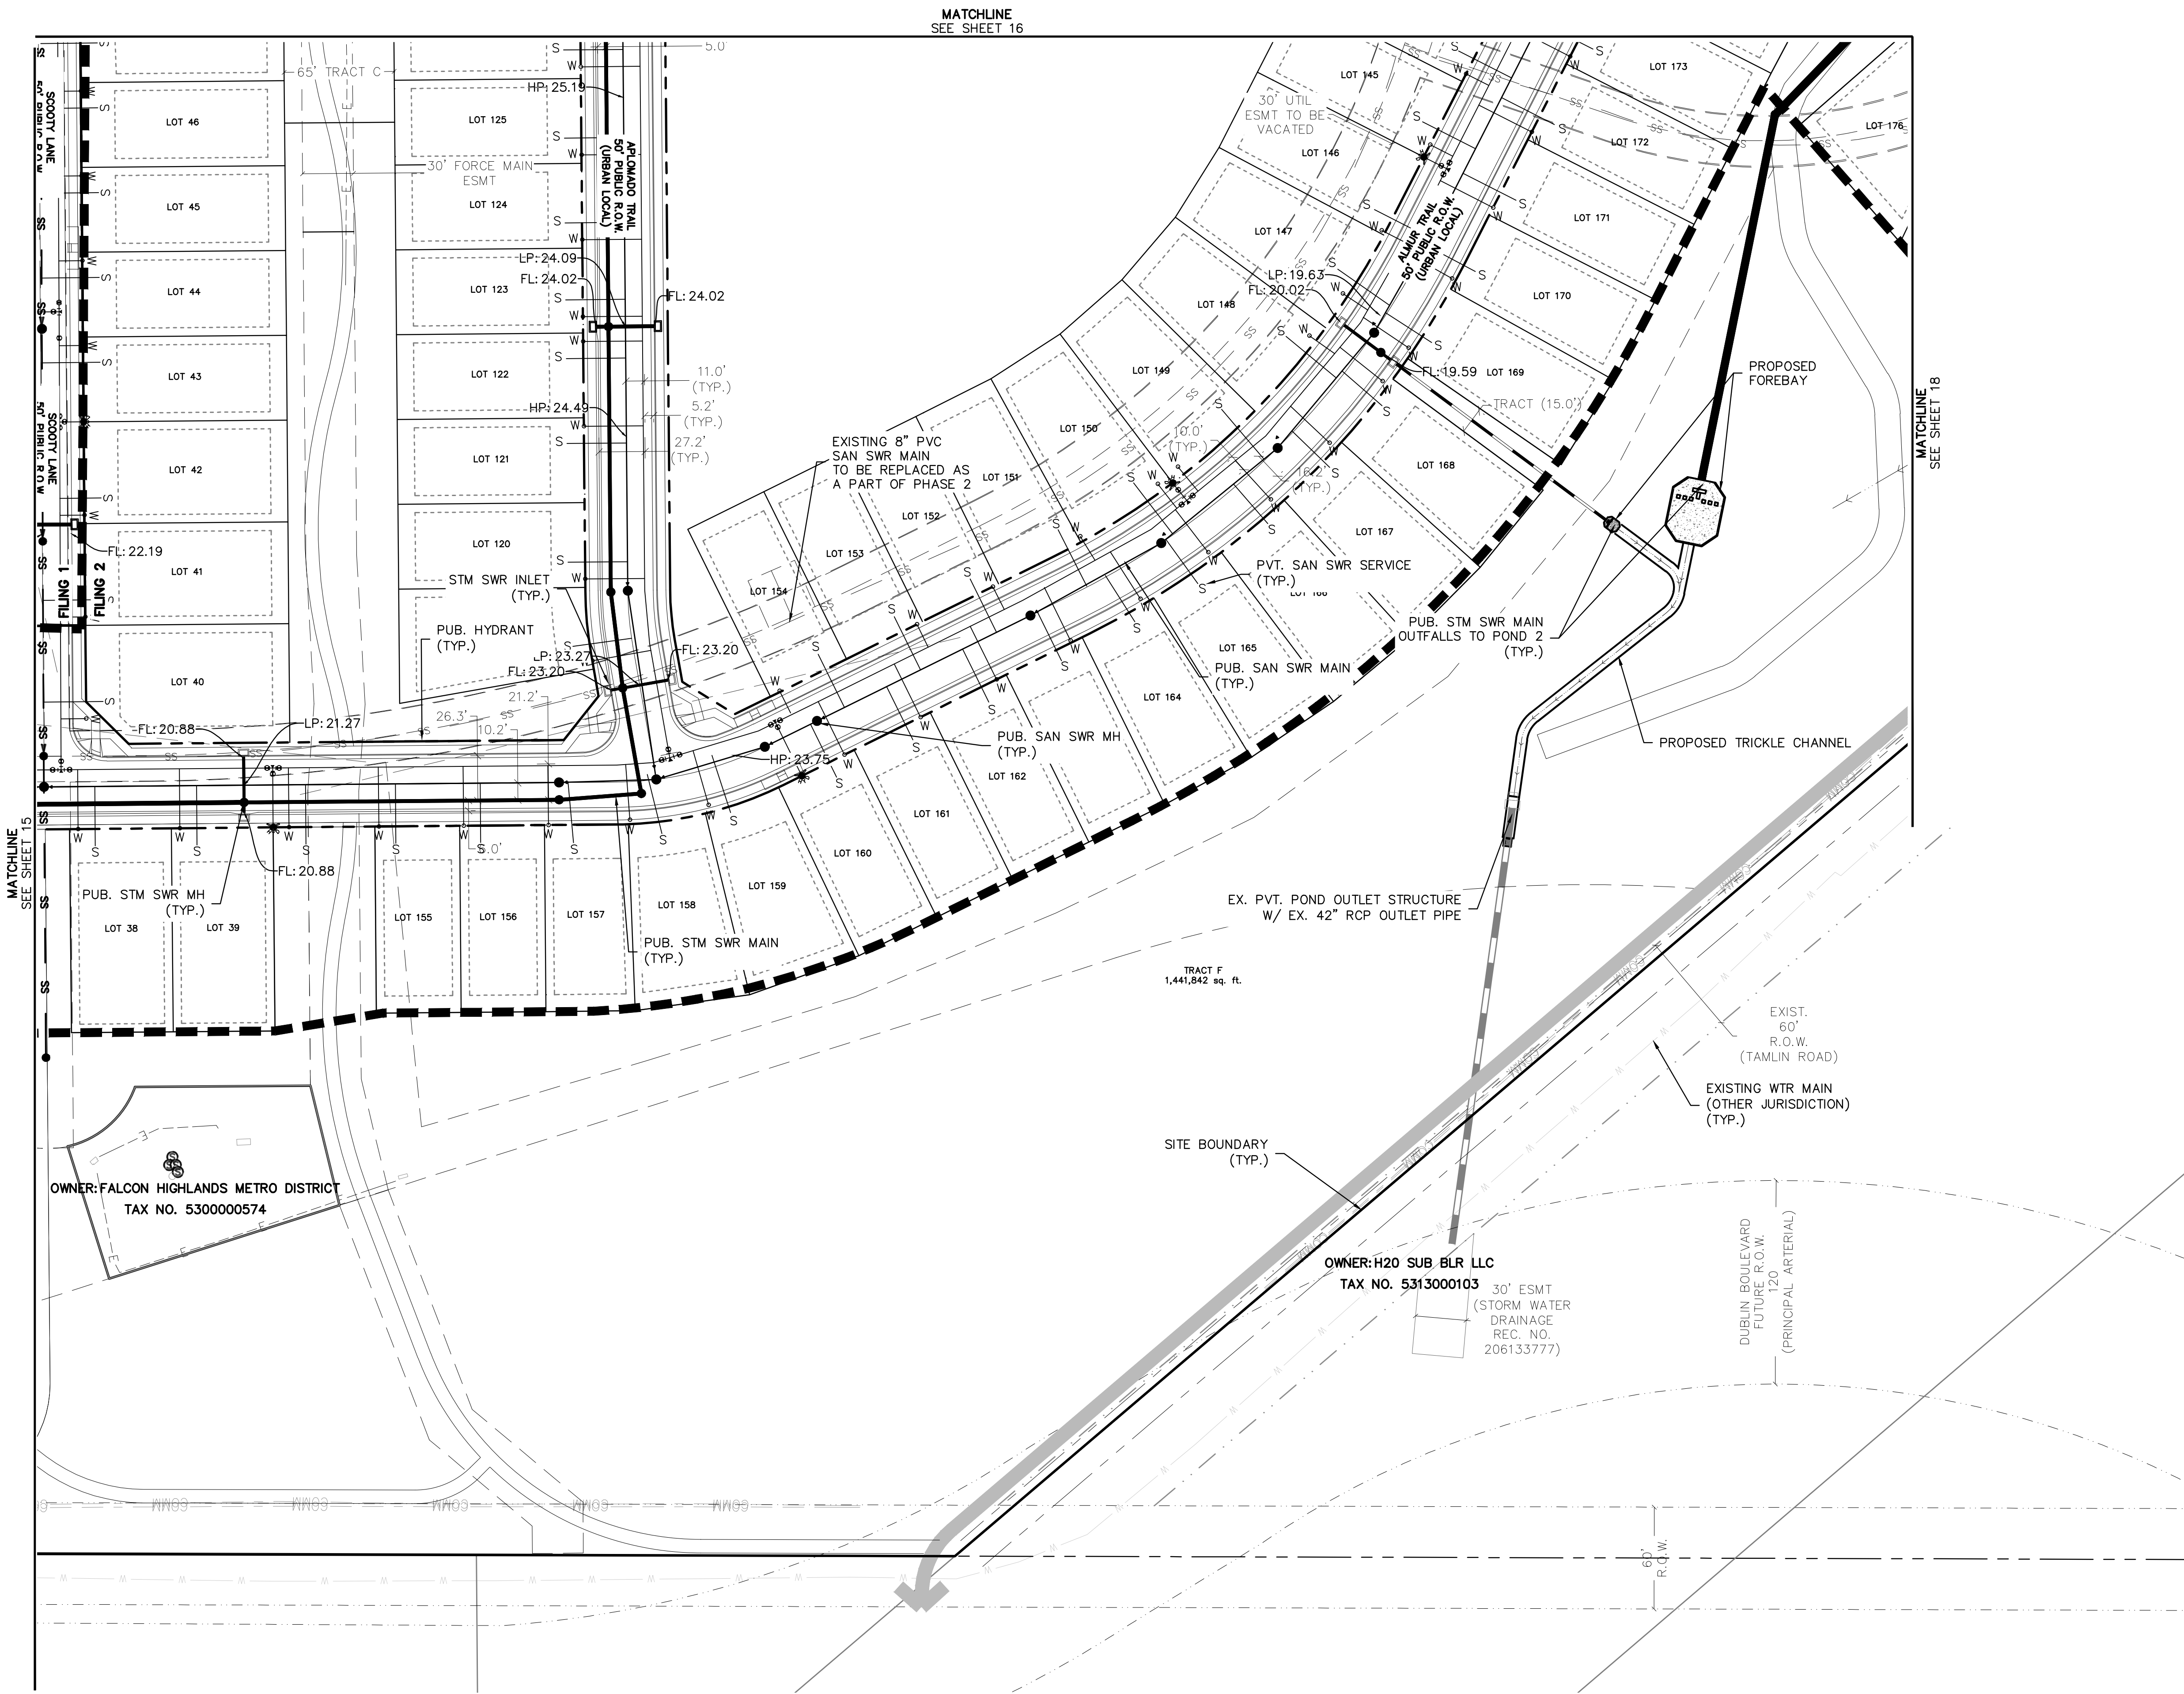 MATCHLINE
SEE SHEET 16
5.0'
65' TRACT C
HP: 25.19
LOT 46
LOT 125
30' FORCE MAIN
ESMT
LOT 45
LOT 124
APLOMADO TRAIL
50' PUBLIC R.O.W.
(URBAN LOCAL)
SCOOTY LANE
LP: 24.09
FL: 24.02
FL: 24.02
LOT 44
LOT 123
LOT 43
LOT 122
11.0'
(TYP.)
5.2'
(TYP.)
27.2'
(TYP.)
HP: 24.49
SCOOTY LANE
50' PUBLIC R.O.W
LOT 42
LOT 121
FL: 22.19
LOT 41
LOT 120
FILING 1
FILING 2
STM SWR INLET
(TYP.)
PUB. HYDRANT
(TYP.)
LOT 40
LP: 23.27
FL: 23.20
FL: 23.20
21.2'
26.3'
10.2'
FL: 20.88
LP: 21.27
FL: 20.88
5.0'
HP: 23.75
MATCHLINE
SEE SHEET 15
PUB. STM SWR MH
(TYP.)
LOT 38
LOT 39
LOT 155
LOT 156
LOT 157
LOT 158
LOT 159
LOT 160
LOT 161
LOT 162
LOT 164
LOT 165
LOT 166
LOT 167
LOT 168
LOT 169
LOT 170
LOT 171
LOT 172
LOT 173
LOT 176
PUB. STM SWR MAIN
(TYP.)
PUB. SAN SWR MH
(TYP.)
PUB. SAN SWR MAIN
(TYP.)
PVT. SAN SWR SERVICE
(TYP.)
EXISTING 8" PVC
SAN SWR MAIN
TO BE REPLACED AS
A PART OF PHASE 2
LOT 154
LOT 153
LOT 152
LOT 151
LOT 150
LOT 149
LOT 148
LOT 147
LOT 146
LOT 145
30' UTIL
ESMT TO BE
VACATED
ALMUR TRAIL
50' PUBLIC R.O.W.
(URBAN LOCAL)
LP: 19.63
FL: 20.02
FL: 19.59
TRACT (15.0')
10.0'
(TYP.)
16.2'
(TYP.)
PROPOSED
FOREBAY
MATCHLINE
SEE SHEET 18
PUB. STM SWR MAIN
OUTFALLS TO POND 2
(TYP.)
PROPOSED TRICKLE CHANNEL
EX. PVT. POND OUTLET STRUCTURE
W/ EX. 42" RCP OUTLET PIPE
TRACT F
1,441,842 sq. ft.
EXIST.
60'
R.O.W.
(TAMLIN ROAD)
EXISTING WTR MAIN
(OTHER JURISDICTION)
(TYP.)
SITE BOUNDARY
(TYP.)
OWNER: FALCON HIGHLANDS METRO DISTRICT
TAX NO. 5300000574
OWNER: H20 SUB BLR LLC
TAX NO. 5313000103
30' ESMT
(STORM WATER
DRAINAGE
REC. NO.
206133777)
DUBLIN BOULEVARD
FUTURE R.O.W.
120
(PRINCIPAL ARTERIAL)
60'
R.O.W.